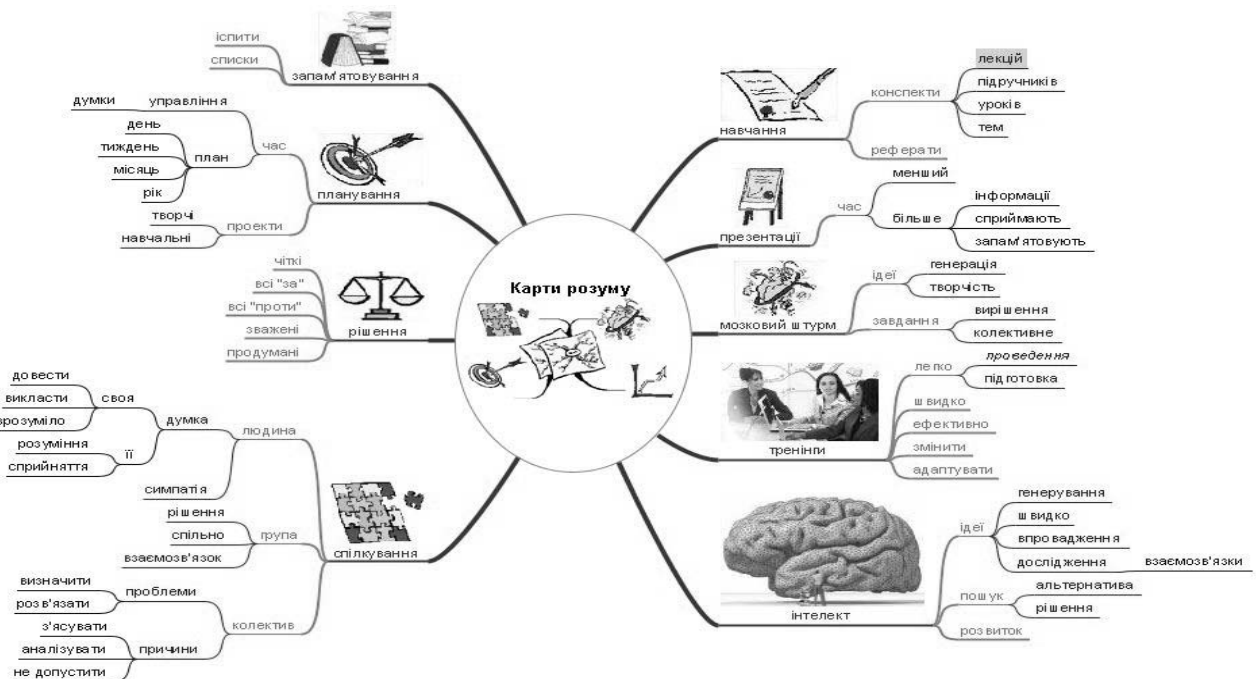 Карти розуму
запам'ятовування
іспити
списки
планування
час
управління
думки
план
день
тиждень
місяць
рік
проекти
творчі
навчальні
рішення
чіткі
всі "за"
всі "проти"
зважені
продумані
спілкування
людина
думка
своя
довести
викласти
зрозуміло
її
розуміння
сприйняття
симпатія
група
рішення
спільно
взаємозв'язок
колектив
проблеми
визначити
розв'язати
причини
з'ясувати
аналізувати
не допустити
навчання
конспекти
лекцій
підручників
уроків
тем
реферати
презентації
час
менший
більше
інформації
сприймають
запам'ятовують
мозковий штурм
ідеї
генерація
творчість
завдання
вирішення
колективне
тренінги
легко
проведення
підготовка
швидко
ефективно
змінити
адаптувати
інтелект
ідеї
генерування
швидко
впровадження
дослідження
взаємозв'язки
пошук
альтернатива
рішення
розвиток